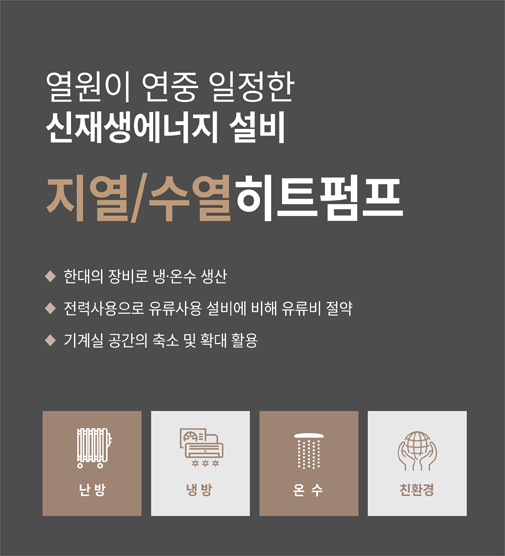 열원이 연중 일정한
신재생에너지 설비
지열/수열히트펌프
◆ 한대의 장비로 냉·온수 생산
◆ 전력사용으로 유류사용 설비에 비해 유류비 절약
◆ 기계실 공간의 축소 및 확대 활용
난 방
냉 방
온 수
친환경